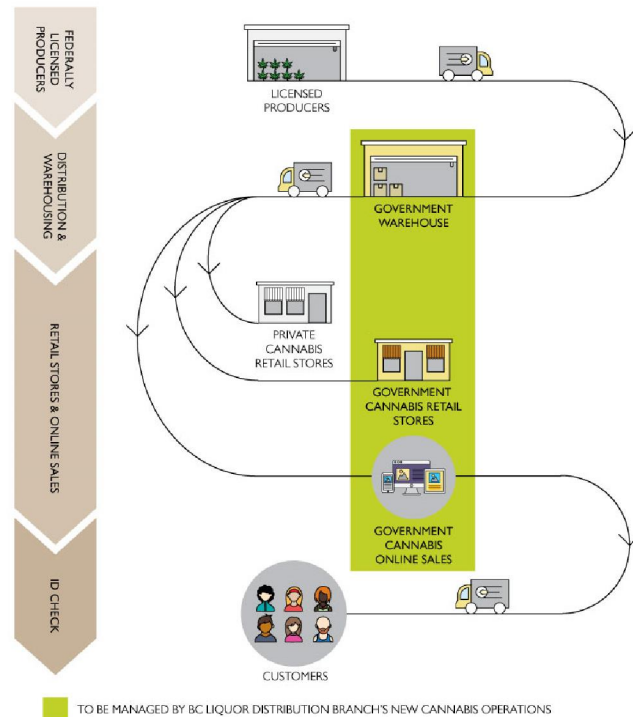 FEDERALLY
LICENSED
PRODUCERS
LICENSED
PRODUCERS
DISTRIBUTION &
WAREHOUSING
GOVERNMENT
WAREHOUSE
RETAIL STORES & ONLINE SALES
PRIVATE
CANNABIS
RETAIL STORES
GOVERNMENT
CANNABIS RETAIL
STORES
GOVERNMENT
CANNABIS
ONLINE SALES
ID CHECK
CUSTOMERS
TO BE MANAGED BY BC LIQUOR DISTRIBUTION BRANCH'S NEW CANNABIS OPERATIONS